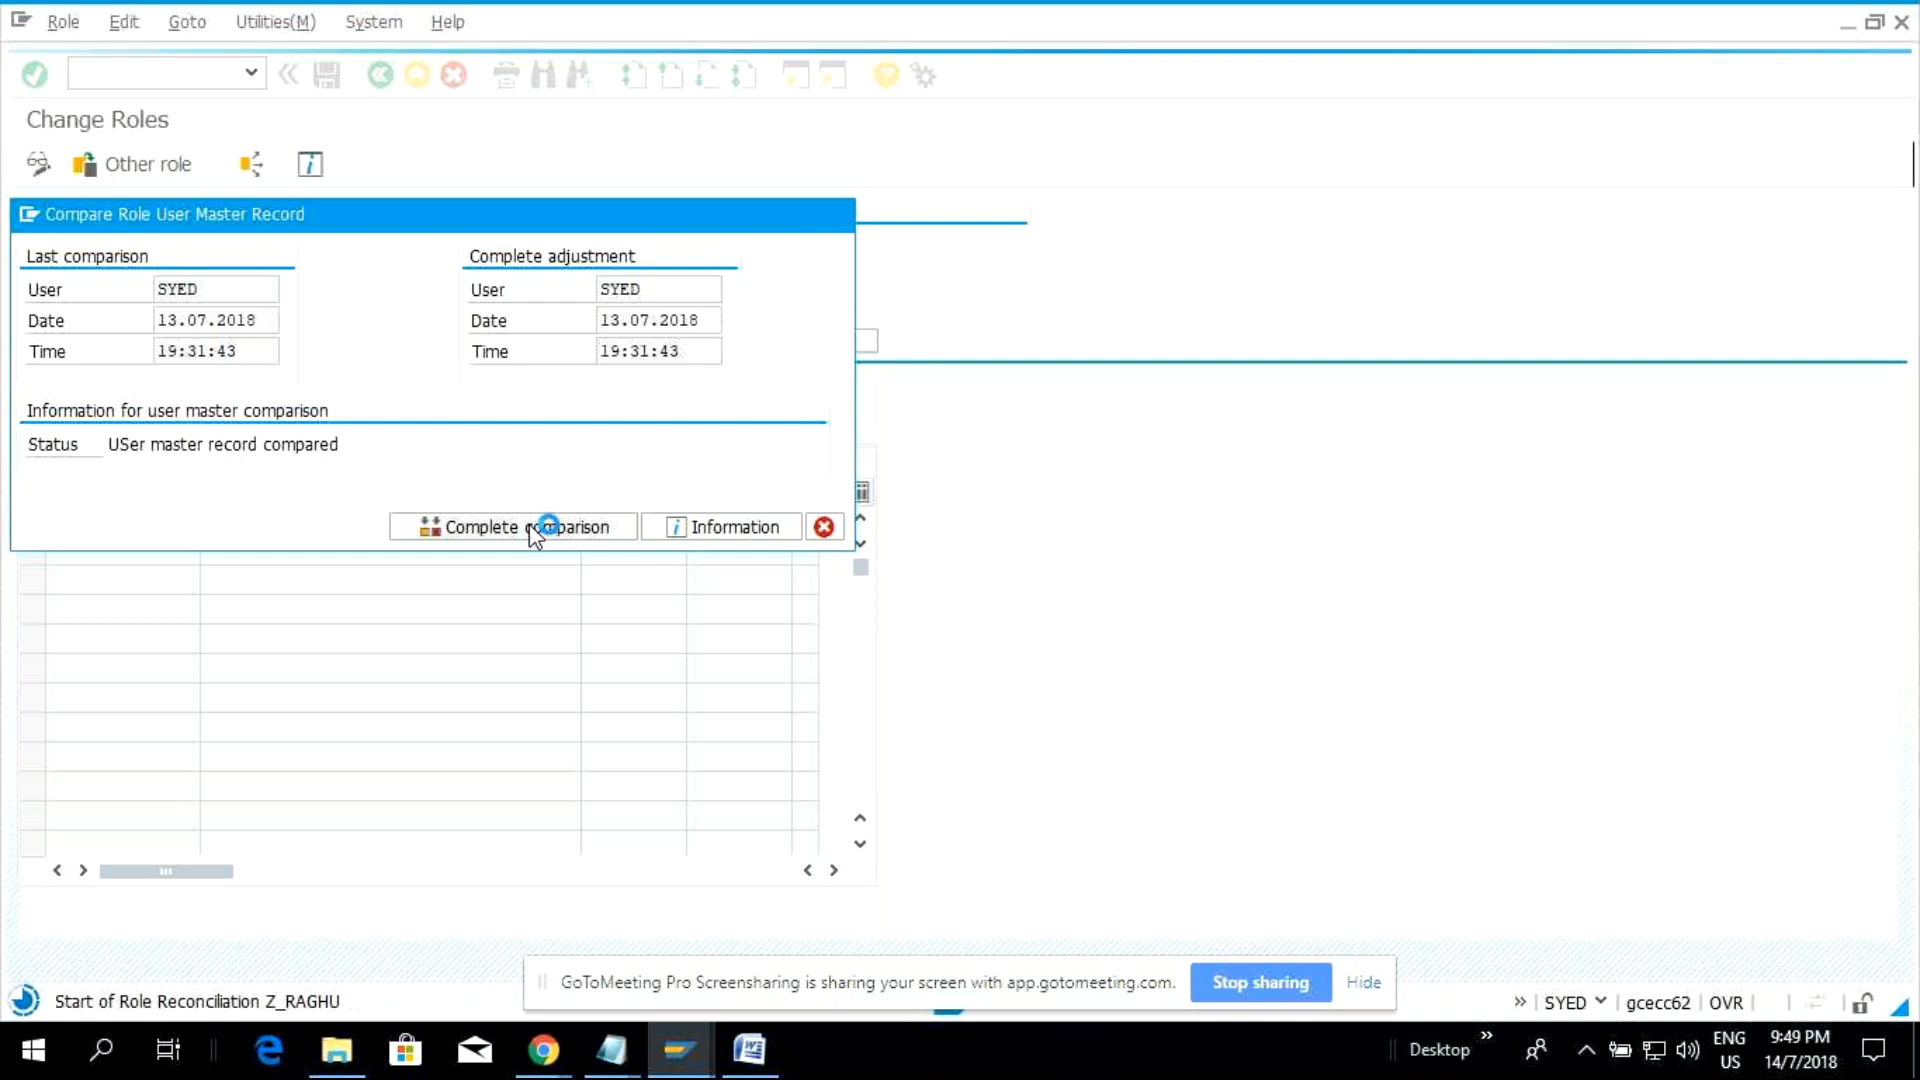 Role Edit Goto Utilities(M) System Help
Change Roles
Other role
Compare Role User Master Record
Last comparison Complete adjustment
User SYED User SYED
Date 13.07.2018 Date 13.07.2018
Time 19:31:43 Time 19:31:43
Information for user master comparison
Status USer master record compared
Complete comparison Information
GoToMeeting Pro Screensharing is sharing your screen with app.gotomeeting.com. Stop sharing Hide
Start of Role Reconciliation Z_RAGHU SYED gcecc62 OVR
Desktop ENG US 9:49 PM 14/7/2018